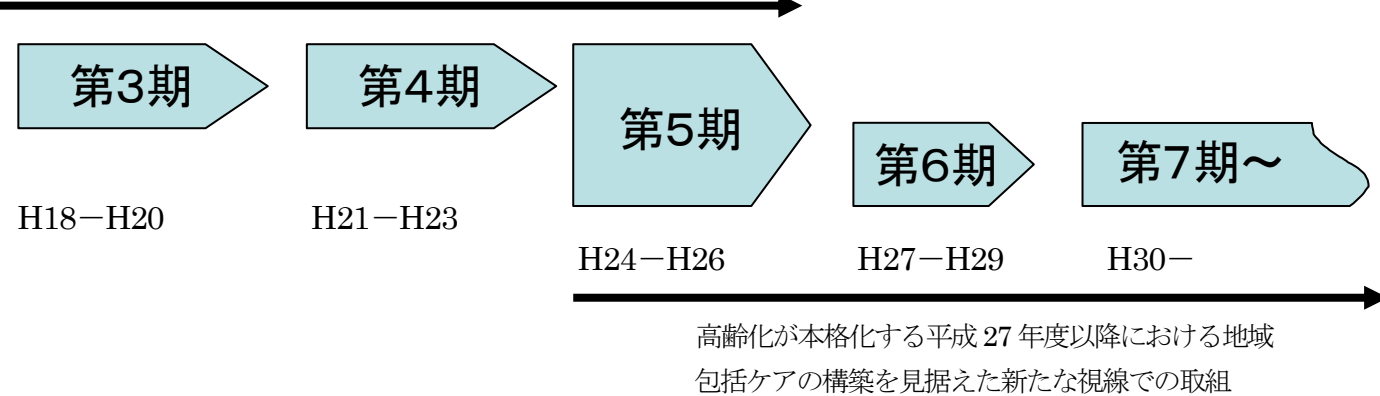 第3期
第4期
第5期
第6期
第7期～
H18－H20
H21－H23
H24－H26
H27－H29
H30－
高齢化が本格化する平成 27 年度以降における地域
包括ケアの構築を見据えた新たな視線での取組